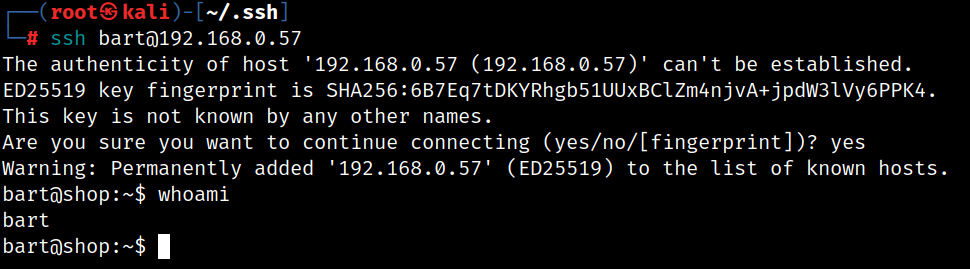 ┌──(root㉿kali)-[~/.ssh]
└─# ssh bart@192.168.0.57
The authenticity of host '192.168.0.57 (192.168.0.57)' can't be established.
ED25519 key fingerprint is SHA256:6B7Eq7tDKYRhgb51UUxBClZm4njvA+jpdW3lVy6PPK4.
This key is not known by any other names.
Are you sure you want to continue connecting (yes/no/[fingerprint])? yes
Warning: Permanently added '192.168.0.57' (ED25519) to the list of known hosts.
bart@shop:~$ whoami
bart
bart@shop:~$